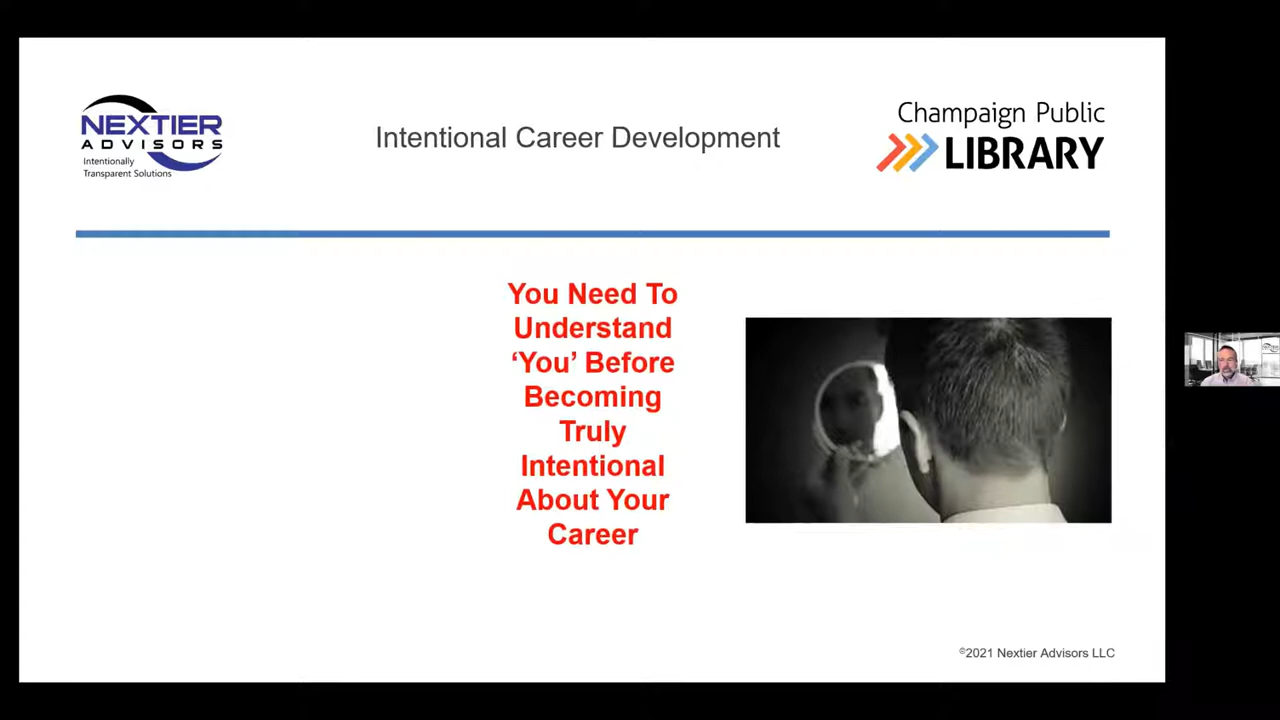 NEXTIER
ADVISORS
Intentionally
Transparent Solutions
Intentional Career Development
Champaign Public
LIBRARY
You Need To
Understand
‘You’ Before
Becoming
Truly
Intentional
About Your
Career
©2021 Nextier Advisors LLC